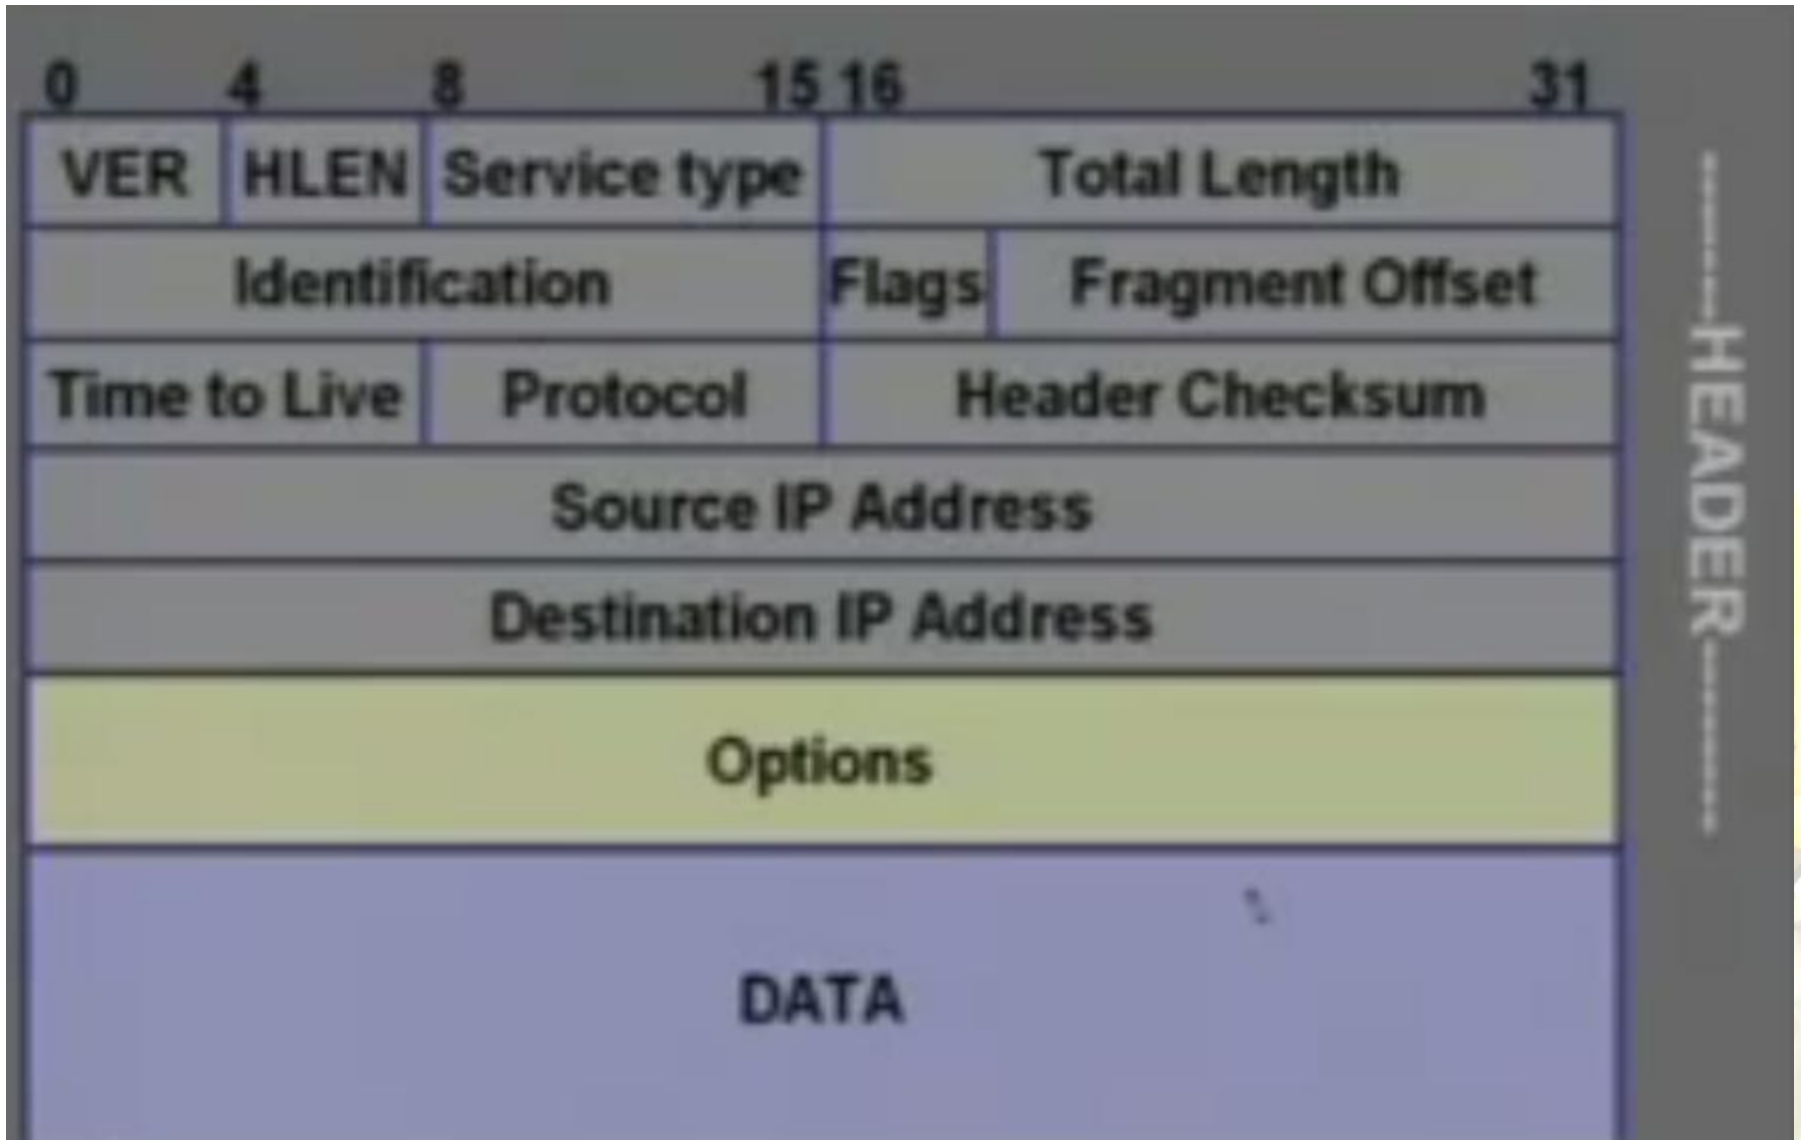 0 4 8 15 16 31
VER HLEN Service type Total Length
Identification Flags Fragment Offset
Time to Live Protocol Header Checksum
Source IP Address
Destination IP Address
Options
DATA
------HEADER--------